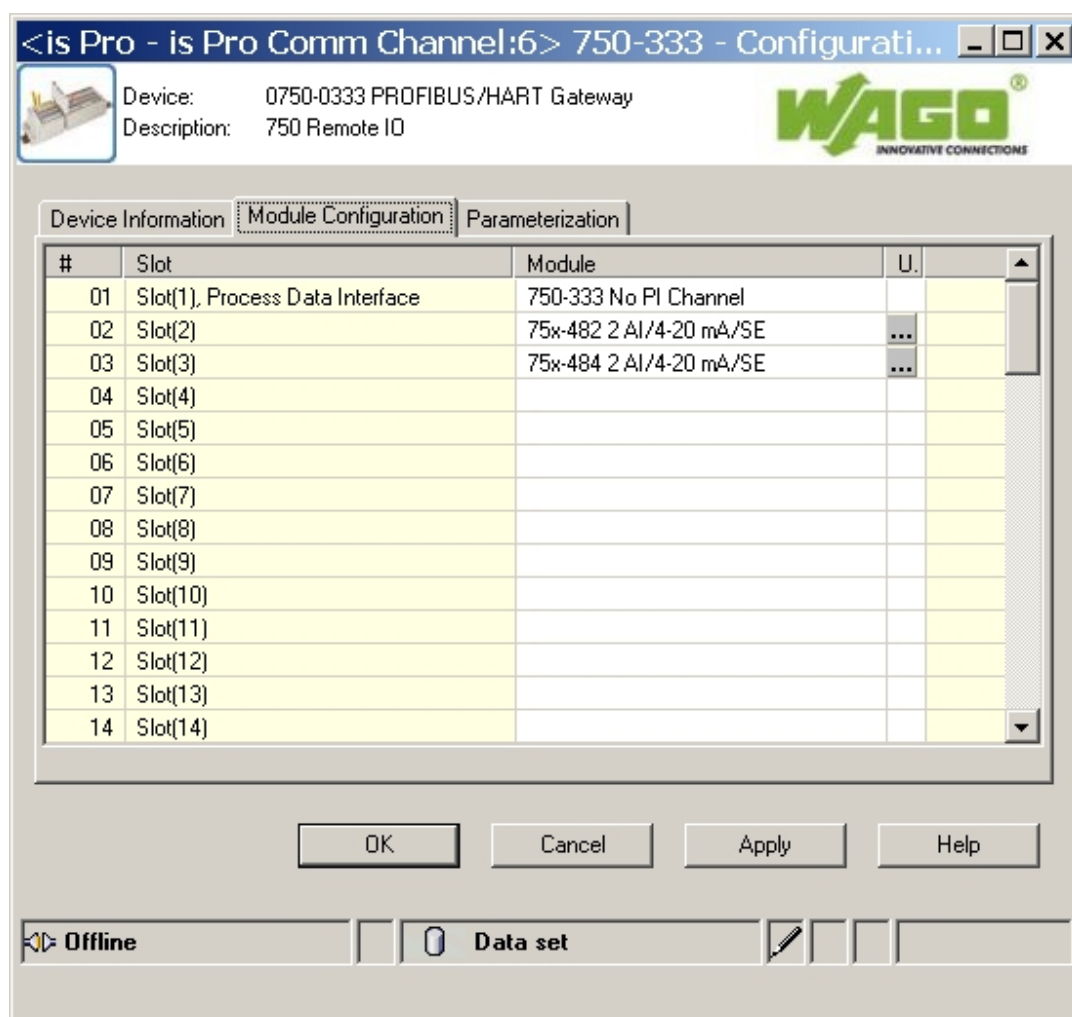 <is Pro - is Pro Comm Channel:6> 750-333 - Configurati...
Device: 0750-0333 PROFIBUS/HART Gateway
Description: 750 Remote IO
WAGO ®
INNOVATIVE CONNECTIONS
Device Information Module Configuration Parameterization
# Slot Module U.
01 Slot(1), Process Data Interface 750-333 No PI Channel
02 Slot(2) 75x-482 2 AI/4-20 mA/SE ...
03 Slot(3) 75x-484 2 AI/4-20 mA/SE ...
04 Slot(4)
05 Slot(5)
06 Slot(6)
07 Slot(7)
08 Slot(8)
09 Slot(9)
10 Slot(10)
11 Slot(11)
12 Slot(12)
13 Slot(13)
14 Slot(14)
OK Cancel Apply Help
Offline Data set